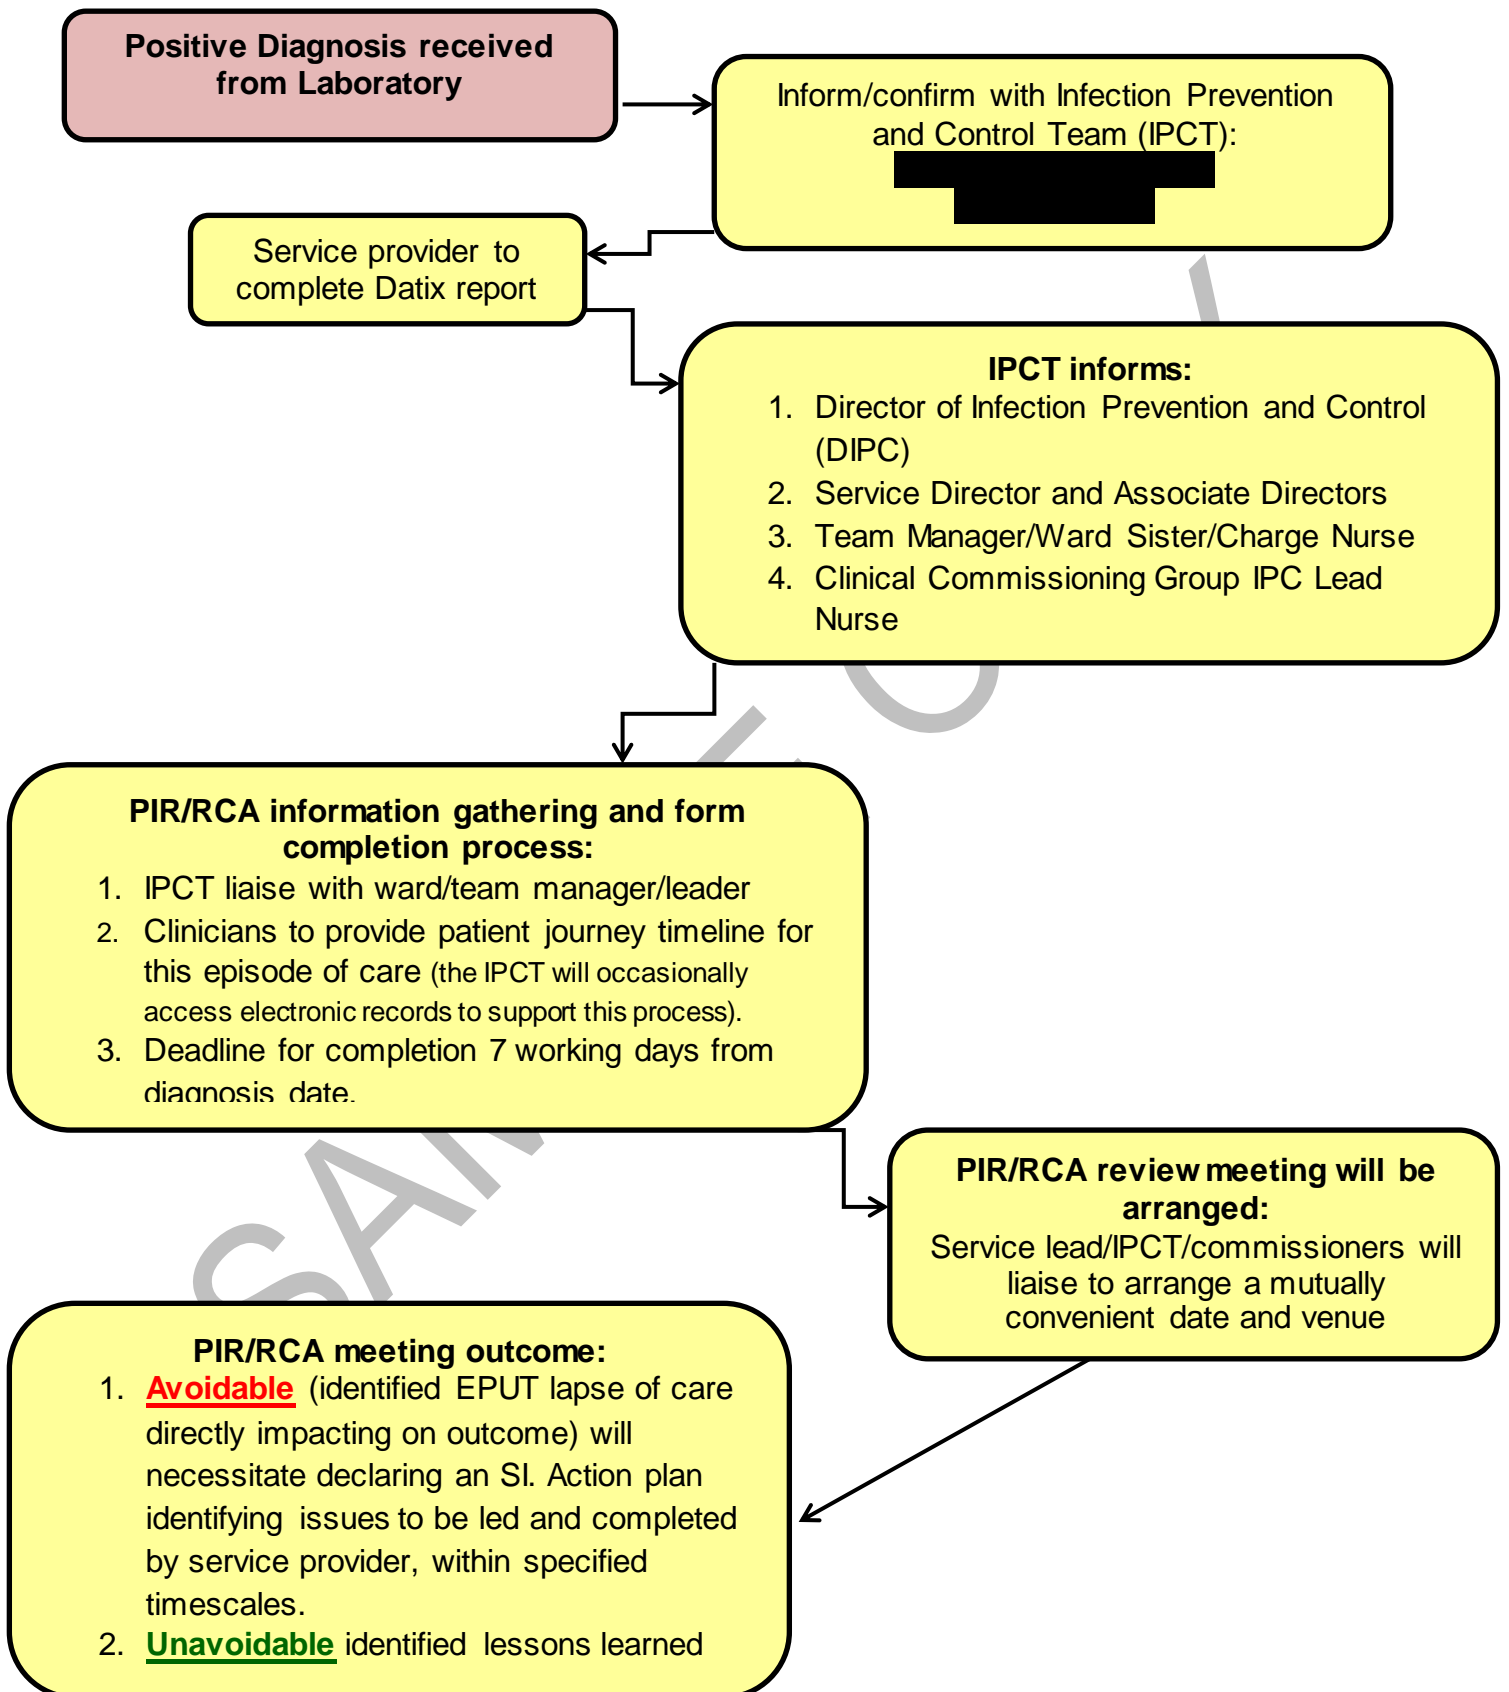 Positive Diagnosis received
from Laboratory
Inform/confirm with Infection Prevention
and Control Team (IPCT):
Service provider to
complete Datix report
IPCT informs:
1. Director of Infection Prevention and Control
(DIPC)
2. Service Director and Associate Directors
3. Team Manager/Ward Sister/Charge Nurse
4. Clinical Commissioning Group IPC Lead
Nurse
PIR/RCA information gathering and form
completion process:
1. IPCT liaise with ward/team manager/leader
2. Clinicians to provide patient journey timeline for
this episode of care (the IPCT will occasionally
access electronic records to support this process).
3. Deadline for completion 7 working days from
diagnosis date.
PIR/RCA review meeting will be
arranged:
Service lead/IPCT/commissioners will
liaise to arrange a mutually
convenient date and venue
PIR/RCA meeting outcome:
1. Avoidable (identified EPUT lapse of care
directly impacting on outcome) will
necessitate declaring an SI. Action plan
identifying issues to be led and completed
by service provider, within specified
timescales.
2. Unavoidable identified lessons learned